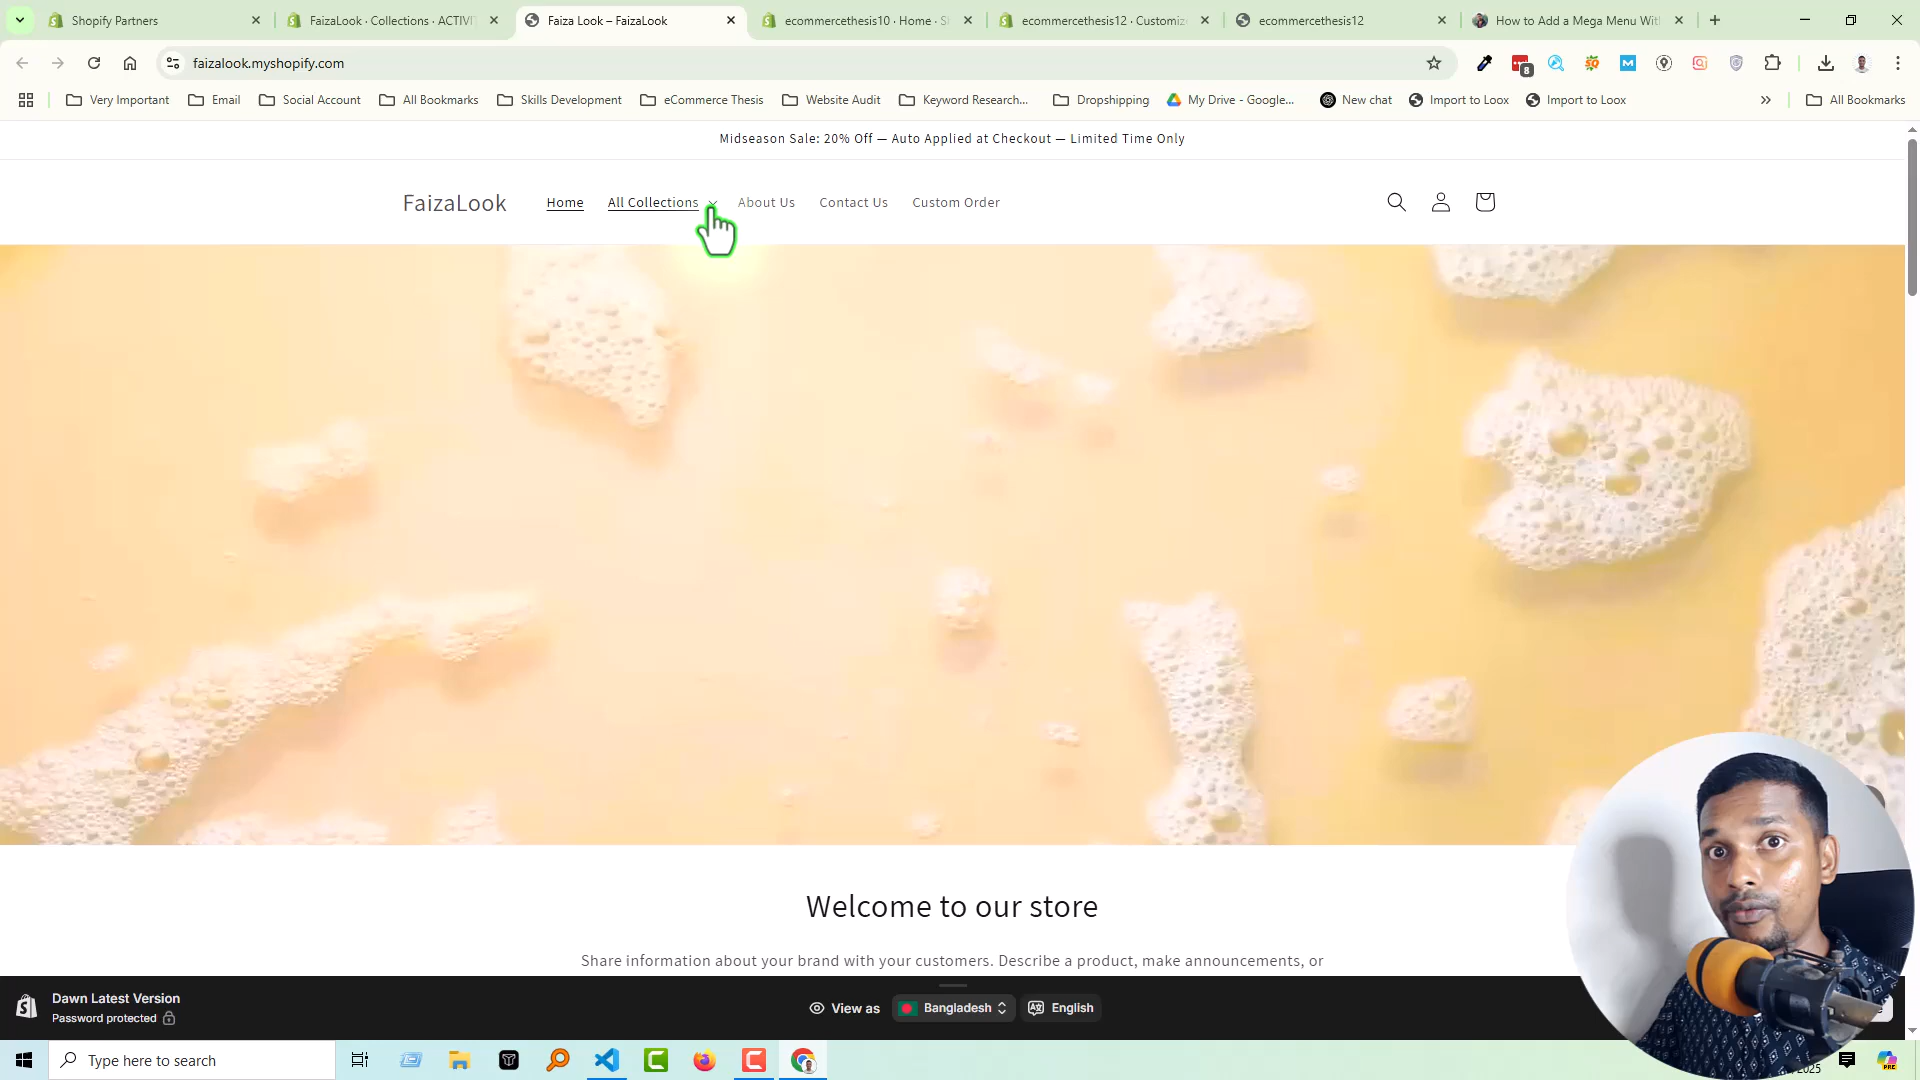 Shopify Partners
FaizaLook · Collections · ACTIVI
Faiza Look – FaizaLook
ecommercethesis10 · Home · S
ecommercethesis12 · Customiz
ecommercethesis12
How to Add a Mega Menu Wit
faizalook.myshopify.com
8
Very Important
Email
Social Account
All Bookmarks
Skills Development
eCommerce Thesis
Website Audit
Keyword Research...
Dropshipping
My Drive - Google...
New chat
Import to Loox
Import to Loox
All Bookmarks
Midseason Sale: 20% Off — Auto Applied at Checkout — Limited Time Only
FaizaLook
Home
All Collections
About Us
Contact Us
Custom Order
Welcome to our store
Share information about your brand with your customers. Describe a product, make announcements, or
Dawn Latest Version
Password protected
View as
Bangladesh
English
Type here to search